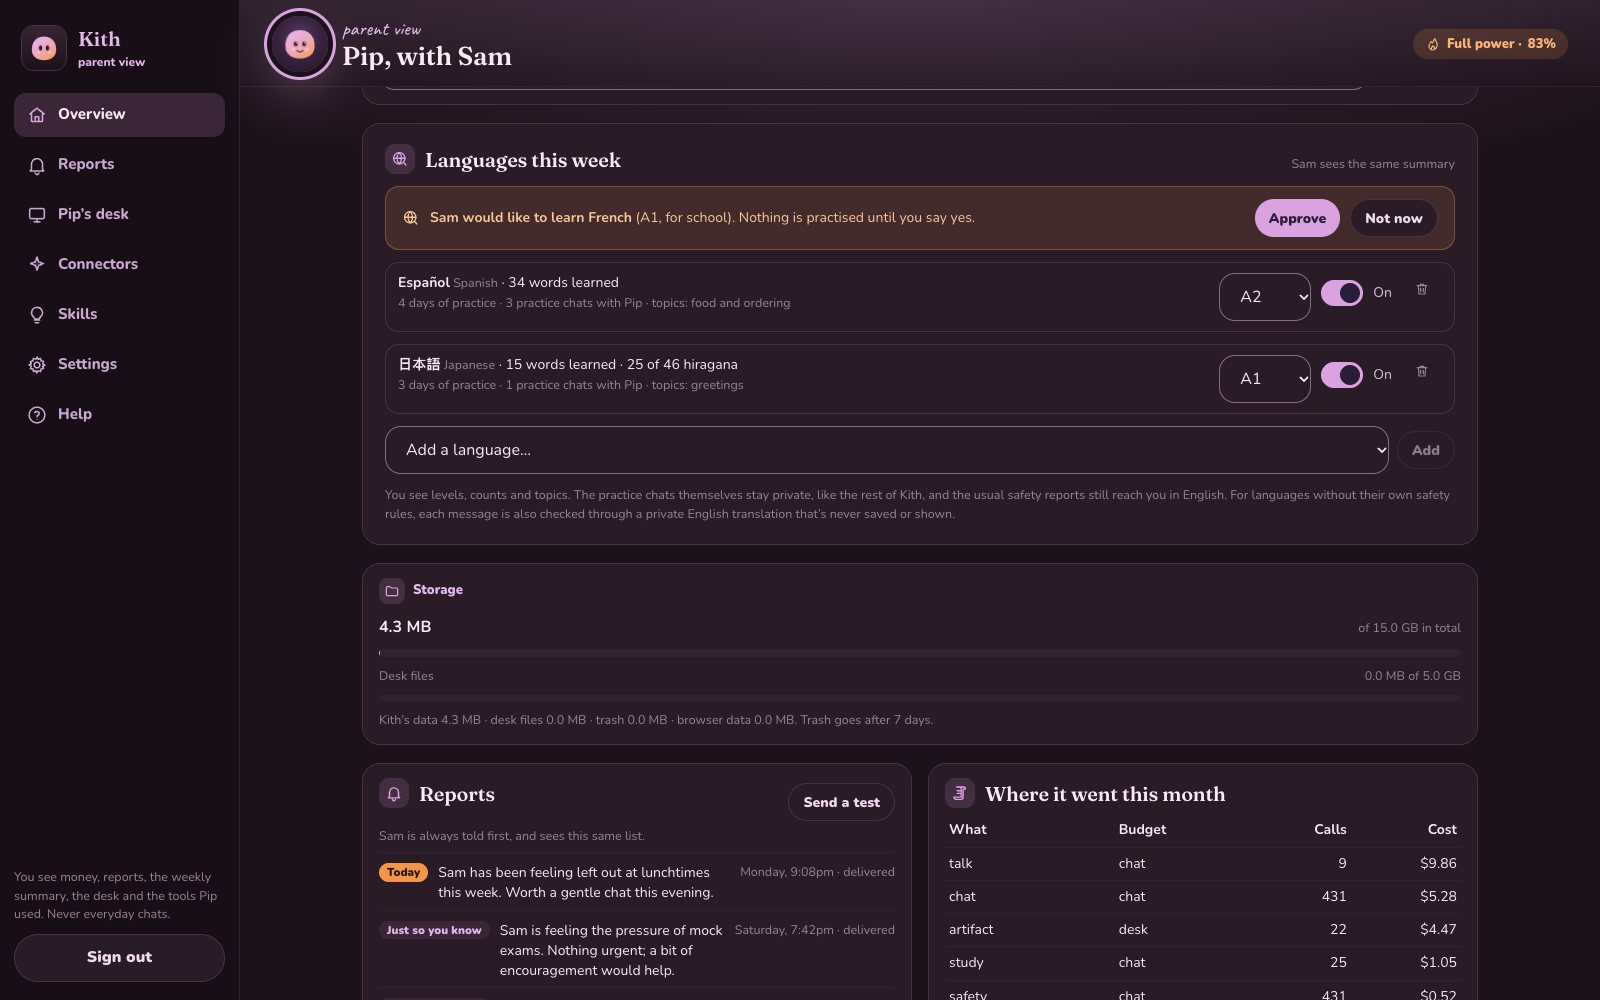 Kith
parent view
Overview
Reports
Pip's desk
Connectors
Skills
Settings
Help
You see money, reports, the weekly
summary, the desk and the tools Pip
used. Never everyday chats.
Sign out
parent view
Pip, with Sam
Full power · 83%
Languages this week
Sam sees the same summary
Sam would like to learn French (A1, for school). Nothing is practised until you say yes.
Approve
Not now
Español Spanish · 34 words learned
4 days of practice · 3 practice chats with Pip · topics: food and ordering
A2
On
日本語 Japanese · 15 words learned · 25 of 46 hiragana
3 days of practice · 1 practice chats with Pip · topics: greetings
A1
On
Add a language...
Add
You see levels, counts and topics. The practice chats themselves stay private, like the rest of Kith, and the usual safety reports still reach you in English. For languages without their own safety
rules, each message is also checked through a private English translation that's never saved or shown.
Storage
4.3 MB
of 15.0 GB in total
Desk files
0.0 MB of 5.0 GB
Kith's data 4.3 MB · desk files 0.0 MB · trash 0.0 MB · browser data 0.0 MB. Trash goes after 7 days.
Reports
Send a test
Sam is always told first, and sees this same list.
Today
Sam has been feeling left out at lunchtimes
this week. Worth a gentle chat this evening.
Monday, 9:08pm · delivered
Just so you know
Sam is feeling the pressure of mock
exams. Nothing urgent; a bit of
encouragement would help.
Saturday, 7:42pm · delivered
Where it went this month
What Budget Calls Cost
talk chat 9 $9.86
chat chat 431 $5.28
artifact desk 22 $4.47
study chat 25 $1.05
safety chat 431 $0.52